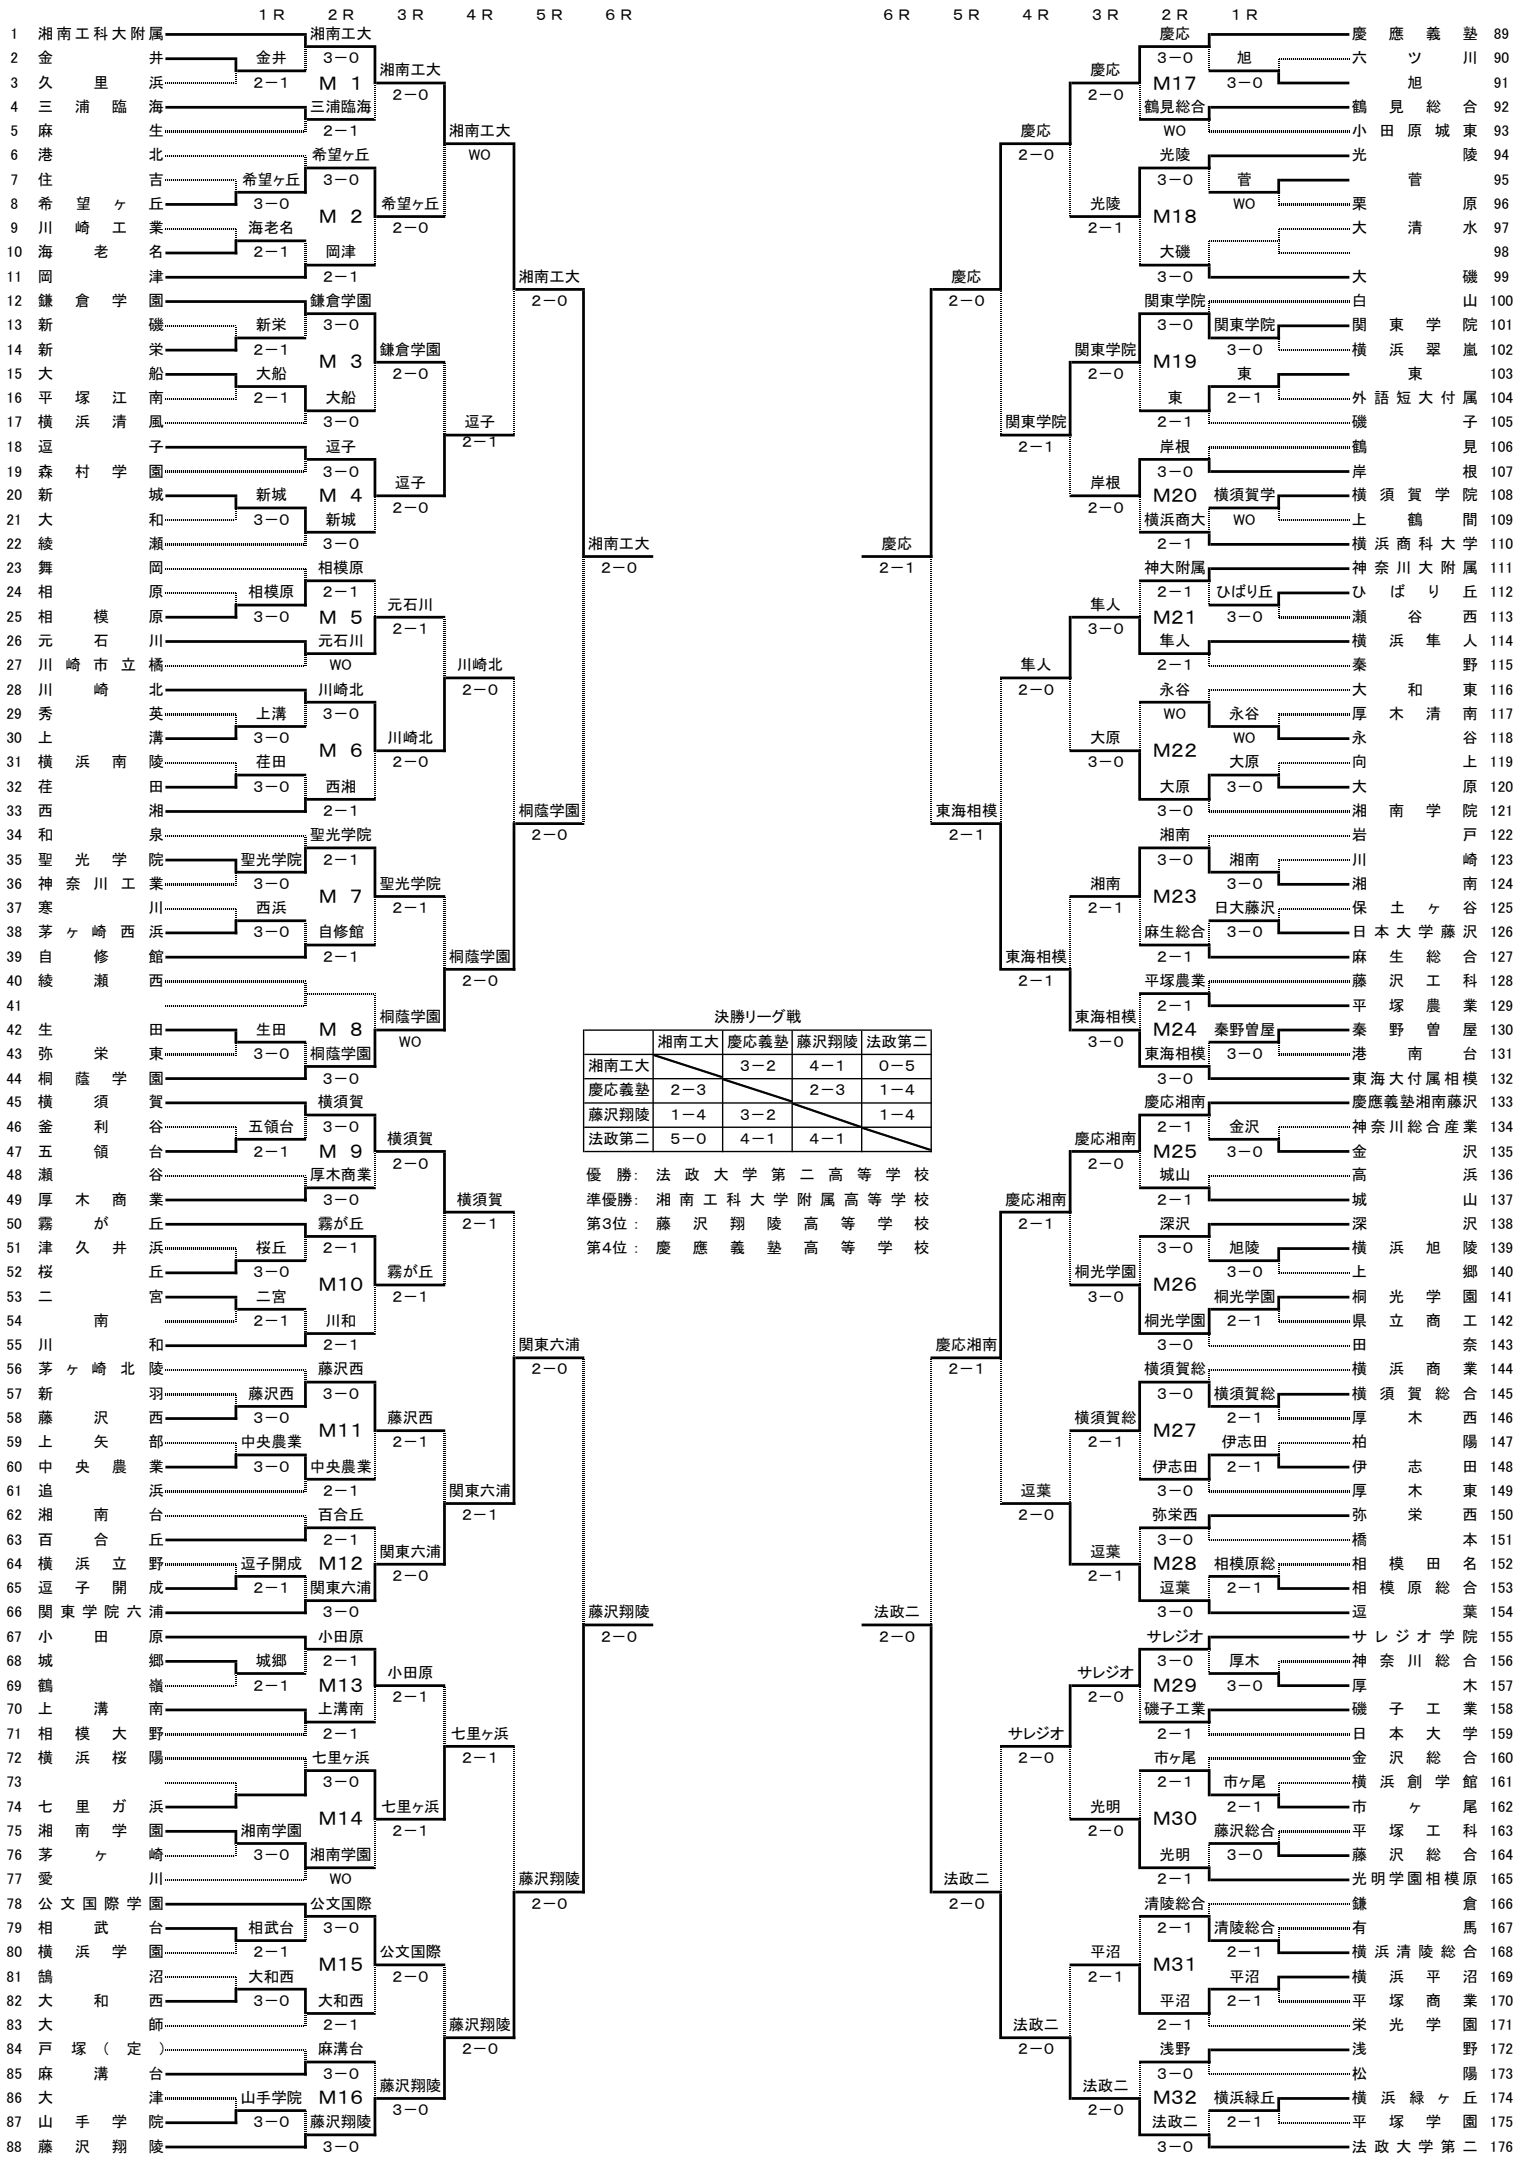 1R 2R 3R 4R 5R 6R
1 湘南工科大附属 湘南工大
2 金井 金井 3-0
湘南工大
3 久里浜 2-1 M 1
2-0
4 三浦臨海 三浦臨海
5 麻生 2-1 湘南工大
6 港北 希望ヶ丘 WO
7 住吉 希望ヶ丘 3-0
8 希望ヶ丘 3-0 希望ヶ丘
M 2
9 川崎工業 海老名 2-0
10 海老名 2-1 岡津
11 岡津 2-1 湘南工大
12 鎌倉学園 鎌倉学園 2-0
13 新磯 新栄 3-0
14 新栄 2-1 鎌倉学園
M 3
15 大船 大船 2-0
16 平塚江南 2-1 大船
17 横浜清風 3-0 逗子
18 逗子 逗子 2-1
19 森村学園 3-0
逗子
20 新城 新城 M 4
2-0
21 大和 3-0 新城
22 綾瀬 3-0 湘南工大
23 舞岡 相模原 2-0
24 相原 相模原 2-1
元石川
25 相模原 3-0 M 5
2-1
26 元石川 元石川
27 川崎市立橘 WO 川崎北
28 川崎北 川崎北 2-0
29 秀英 上溝 3-0
30 上溝 3-0 川崎北
M 6
31 横浜南陵 荏田 2-0
32 荏田 3-0 西湘
33 西湘 2-1 桐蔭学園
34 和泉 聖光学院 2-0
35 聖光学院 聖光学院 2-1
36 神奈川工業 3-0 聖光学院
M 7
37 寒川 西浜 2-1
38 茅ヶ崎西浜 3-0 自修館
39 自修館 2-1 桐蔭学園
40 綾瀬西 2-0
41
桐蔭学園
42 生田 生田 M 8
WO
43 弥栄東 3-0 桐蔭学園
44 桐蔭学園 3-0
45 横須賀 横須賀
46 釜利谷 五領台 3-0
横須賀
47 五領台 2-1 M 9
2-0
48 瀬谷 厚木商業
49 厚木商業 3-0 横須賀
50 霧が丘 霧が丘 2-1
51 津久井浜 桜丘 2-1
52 桜丘 3-0 霧が丘
M10
53 二宮 二宮 2-1
54 南 2-1 川和
55 川和 2-1 関東六浦
56 茅ヶ崎北陵 藤沢西 2-0
57 新羽 藤沢西 3-0
58 藤沢西 3-0 藤沢西
M11
59 上矢部 中央農業 2-1
60 中央農業 3-0 中央農業
61 追浜 2-1 関東六浦
62 湘南台 百合丘 2-1
63 百合丘 2-1
関東六浦
64 横浜立野 逗子開成 M12
2-0
65 逗子開成 2-1 関東六浦
66 関東学院六浦 3-0 藤沢翔陵
67 小田原 小田原 2-0
68 城郷 城郷 2-1
小田原
69 鶴嶺 2-1 M13
2-1
70 上溝南 上溝南
71 相模大野 2-1 七里ヶ浜
72 横浜桜陽 七里ヶ浜 2-1
73 3-0
74 七里ガ浜 七里ヶ浜
M14
75 湘南学園 湘南学園 2-1
76 茅ヶ崎 3-0 湘南学園
77 愛川 WO 藤沢翔陵
78 公文国際学園 公文国際 2-0
79 相武台 相武台 3-0
80 横浜学園 2-1 公文国際
M15
81 鵠沼 大和西 2-0
82 大和西 3-0 大和西
83 大師 2-1 藤沢翔陵
84 戸塚(定) 麻溝台 2-0
85 麻溝台 3-0
藤沢翔陵
86 大津 山手学院 M16
3-0
87 山手学院 3-0 藤沢翔陵
88 藤沢翔陵 3-0
決勝リーグ戦
湘南工大 慶応義塾 藤沢翔陵 法政第二
湘南工大 3-2 4-1 0-5
慶応義塾 2-3 2-3 1-4
藤沢翔陵 1-4 3-2 1-4
法政第二 5-0 4-1 4-1
優勝: 法政大学第二高等学校
準優勝: 湘南工科大学附属高等学校
第3位: 藤沢翔陵高等学校
第4位: 慶應義塾高等学校
6R 5R 4R 3R 2R 1R
慶応 慶應義塾 89
3-0 旭 六ツ川 90
慶応
M17 3-0 旭 91
2-0
鶴見総合 鶴見総合 92
慶応 WO 小田原城東 93
2-0 光陵 光陵 94
3-0 菅 菅 95
光陵 WO 栗原 96
M18
2-1 大清水 97
大磯 98
慶応 3-0 大磯 99
2-0 関東学院 白山 100
3-0 関東学院 関東学院 101
関東学院 3-0 横浜翠嵐 102
M19
2-0 東 東 103
東 2-1 外語短大付属 104
関東学院 2-1 磯子 105
2-1 岸根 鶴見 106
3-0 岸根 107
岸根 M20 横須賀学 横須賀学院 108
2-0
横浜商大 WO 上鶴間 109
慶応 2-1 横浜商科大学 110
2-1 神大附属 神奈川大附属 111
2-1 ひばり丘 ひばり丘 112
隼人
M21 3-0 瀬谷西 113
3-0
隼人 横浜隼人 114
隼人 2-1 秦野 115
2-0 永谷 大和東 116
WO 永谷 厚木清南 117
大原 WO 永谷 118
M22
3-0 大原 向上 119
大原 3-0 大原 120
東海相模 3-0 湘南学院 121
2-1 湘南 岩戸 122
3-0 湘南 川崎 123
湘南 3-0 湘南 124
M23
2-1 日大藤沢 保土ヶ谷 125
麻生総合 3-0 日本大学藤沢 126
東海相模 2-1 麻生総合 127
2-1 平塚農業 藤沢工科 128
2-1 平塚農業 129
東海相模
M24 秦野曽屋 秦野曽屋 130
3-0
東海相模 3-0 港南台 131
3-0 東海大付属相模 132
慶応湘南 慶應義塾湘南藤沢 133
2-1 金沢 神奈川総合産業 134
慶応湘南
M25 3-0 金沢 135
2-0
城山 高浜 136
慶応湘南 2-1 城山 137
2-1 深沢 深沢 138
3-0 旭陵 横浜旭陵 139
桐光学園 3-0 上郷 140
M26
3-0 桐光学園 桐光学園 141
桐光学園 2-1 県立商工 142
慶応湘南 3-0 田奈 143
2-1 横須賀総 横浜商業 144
3-0 横須賀総 横須賀総合 145
横須賀総 2-1 厚木西 146
M27
2-1 伊志田 柏陽 147
伊志田 2-1 伊志田 148
逗葉 3-0 厚木東 149
2-0 弥栄西 弥栄西 150
3-0 橋本 151
逗葉
M28 相模原総 相模田名 152
2-1
逗葉 2-1 相模原総合 153
法政二 3-0 逗葉 154
2-0 サレジオ サレジオ学院 155
3-0 厚木 神奈川総合 156
サレジオ
M29 3-0 厚木 157
2-0
磯子工業 磯子工業 158
サレジオ 2-1 日本大学 159
2-0 市ヶ尾 金沢総合 160
2-1 市ヶ尾 横浜創学館 161
光明 2-1 市ヶ尾 162
M30
2-0 藤沢総合 平塚工科 163
光明 3-0 藤沢総合 164
法政二 2-1 光明学園相模原 165
2-0 清陵総合 鎌倉 166
2-1 清陵総合 有馬 167
平沼 2-1 横浜清陵総合 168
M31
2-1 平沼 横浜平沼 169
平沼 2-1 平塚商業 170
法政二 2-1 栄光学園 171
2-0 浅野 浅野 172
3-0 松陽 173
法政二
M32 横浜緑丘 横浜緑ヶ丘 174
2-0
法政二 2-1 平塚学園 175
3-0 法政大学第二 176